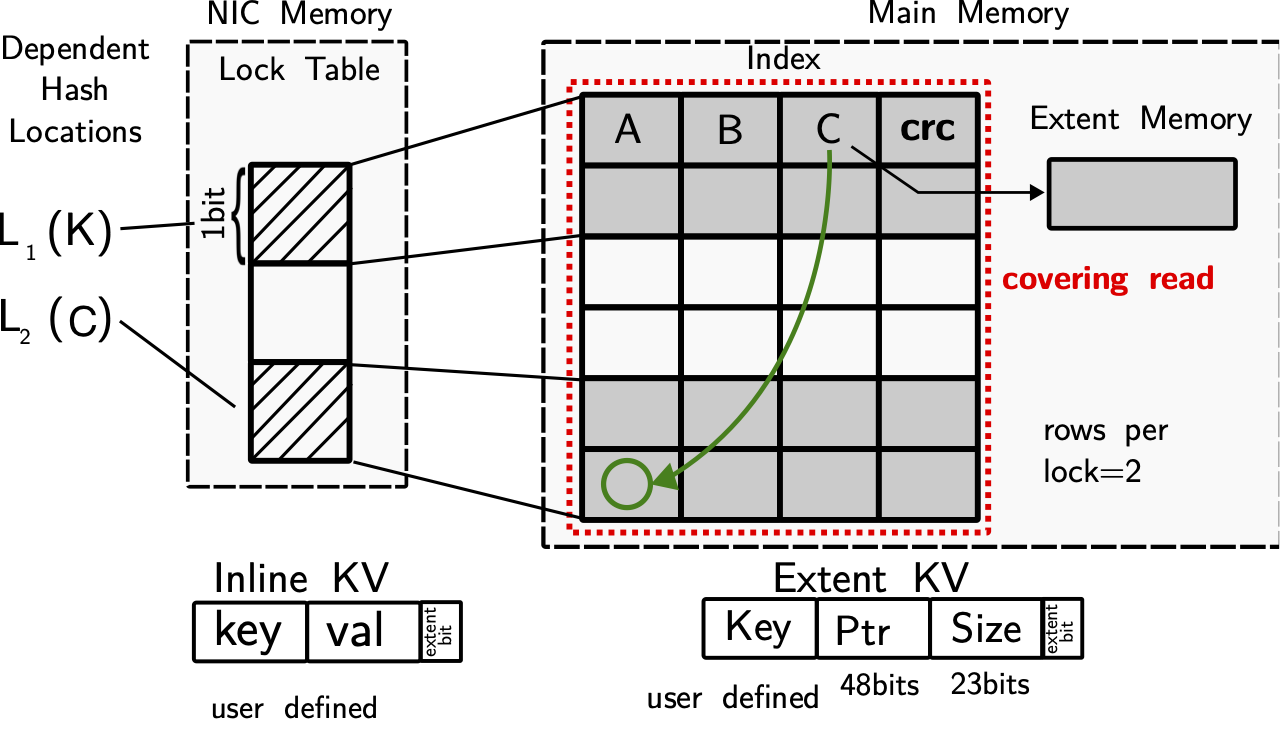 NIC Memory
Main Memory
Dependent
Hash
Locations
Lock Table
Index
A
B
C
crc
Extent Memory
1bit
L1 (K)
L2 (C)
covering read
rows per
lock=2
Inline KV
key
val
extent
bit
user defined
Extent KV
Key
Ptr
Size
extent
bit
user defined
48bits
23bits